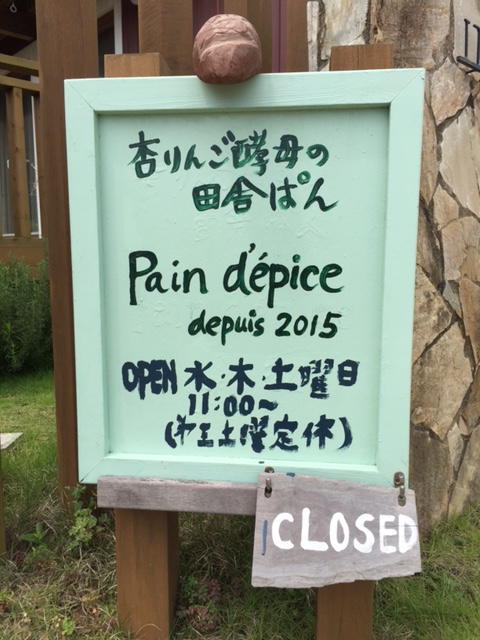 杏りんご酵母の
田舎ぱん
Pain d'épice
depuis 2015
OPEN 水・木・土曜日
11:00〜
(第五土曜定休)
CLOSED